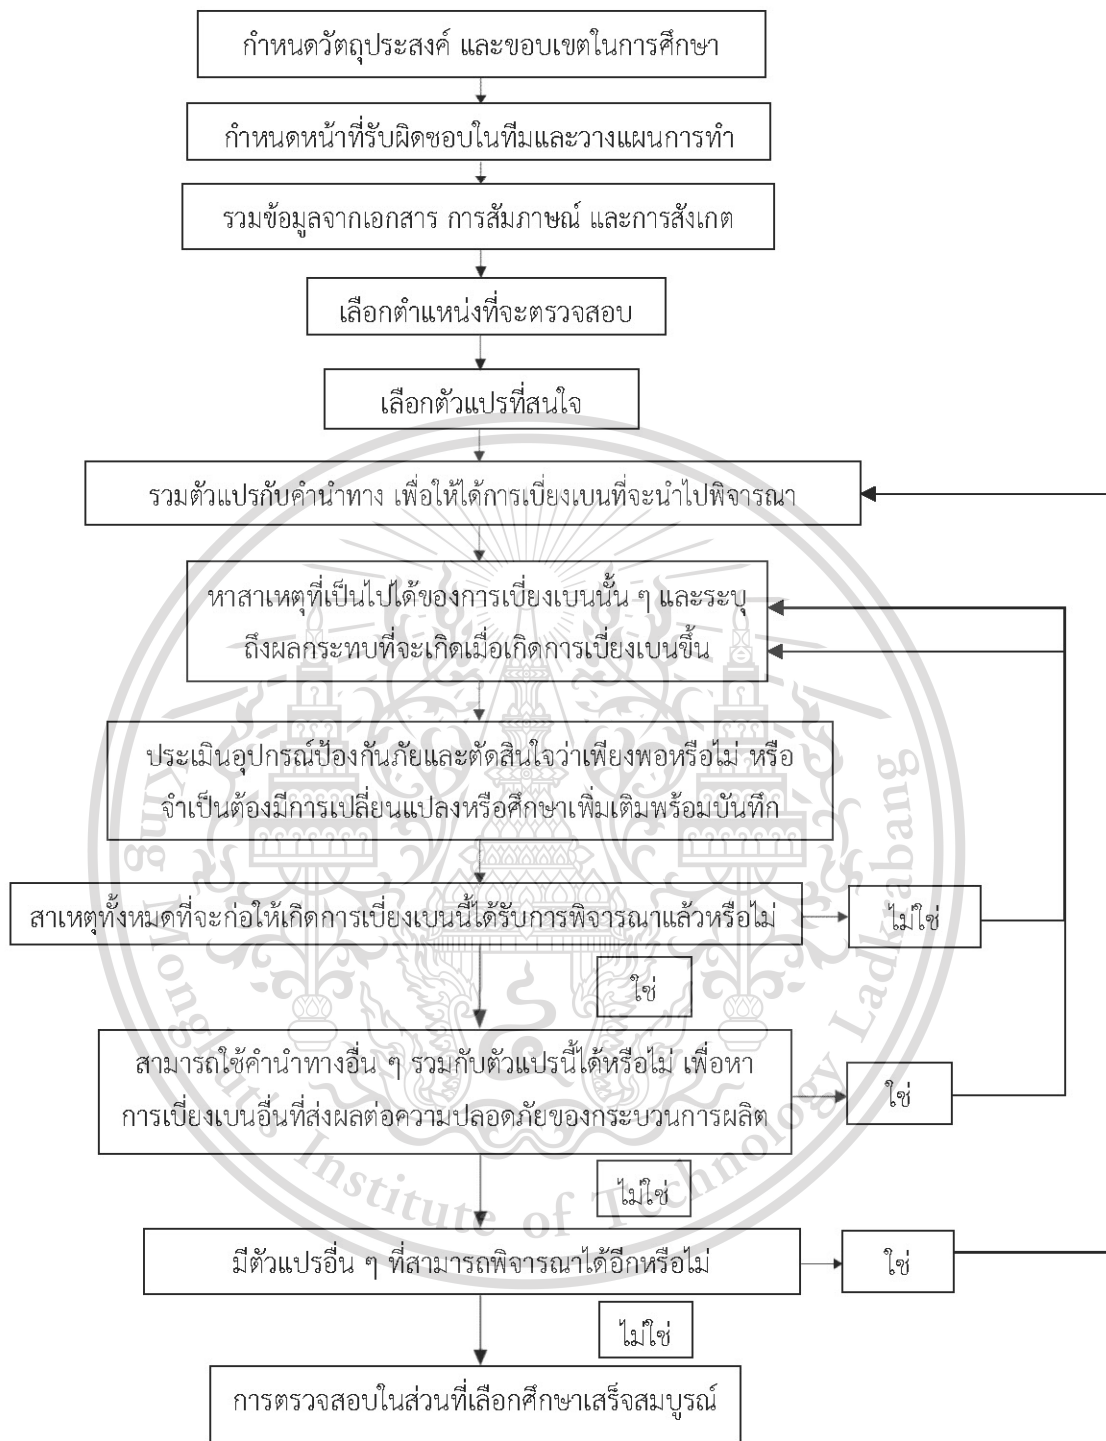 กำหนดวัตถุประสงค์ และขอบเขตในการศึกษา
กำหนดหน้าที่รับผิดชอบในทีมและวางแผนการทำ
รวมข้อมูลจากเอกสาร การสัมภาษณ์ และการสังเกต
เลือกตำแหน่งที่จะตรวจสอบ
เลือกตัวแปรที่สนใจ
รวมตัวแปรกับคำนำทาง เพื่อให้ได้การเบี่ยงเบนที่จะนำไปพิจารณา
หาสาเหตุที่เป็นไปได้ของการเบี่ยงเบนนั้น ๆ และระบุ
ถึงผลกระทบที่จะเกิดเมื่อเกิดการเบี่ยงเบนขึ้น
ประเมินอุปกรณ์ป้องกันภัยและตัดสินใจว่าเพียงพอหรือไม่ หรือ
จำเป็นต้องมีการเปลี่ยนแปลงหรือศึกษาเพิ่มเติมพร้อมบันทึก
สาเหตุทั้งหมดที่จะก่อให้เกิดการเบี่ยงเบนนี้ได้รับการพิจารณาแล้วหรือไม่
ไม่ใช่
ใช่
สามารถใช้คำนำทางอื่น ๆ รวมกับตัวแปรนี้ได้หรือไม่ เพื่อหา
การเบี่ยงเบนอื่นที่ส่งผลต่อความปลอดภัยของกระบวนการผลิต
ใช่
ไม่ใช่
มีตัวแปรอื่น ๆ ที่สามารถพิจารณาได้อีกหรือไม่
ใช่
ไม่ใช่
การตรวจสอบในส่วนที่เลือกศึกษาเสร็จสมบูรณ์
King Mongkut's Institute of Technology Ladkrabang